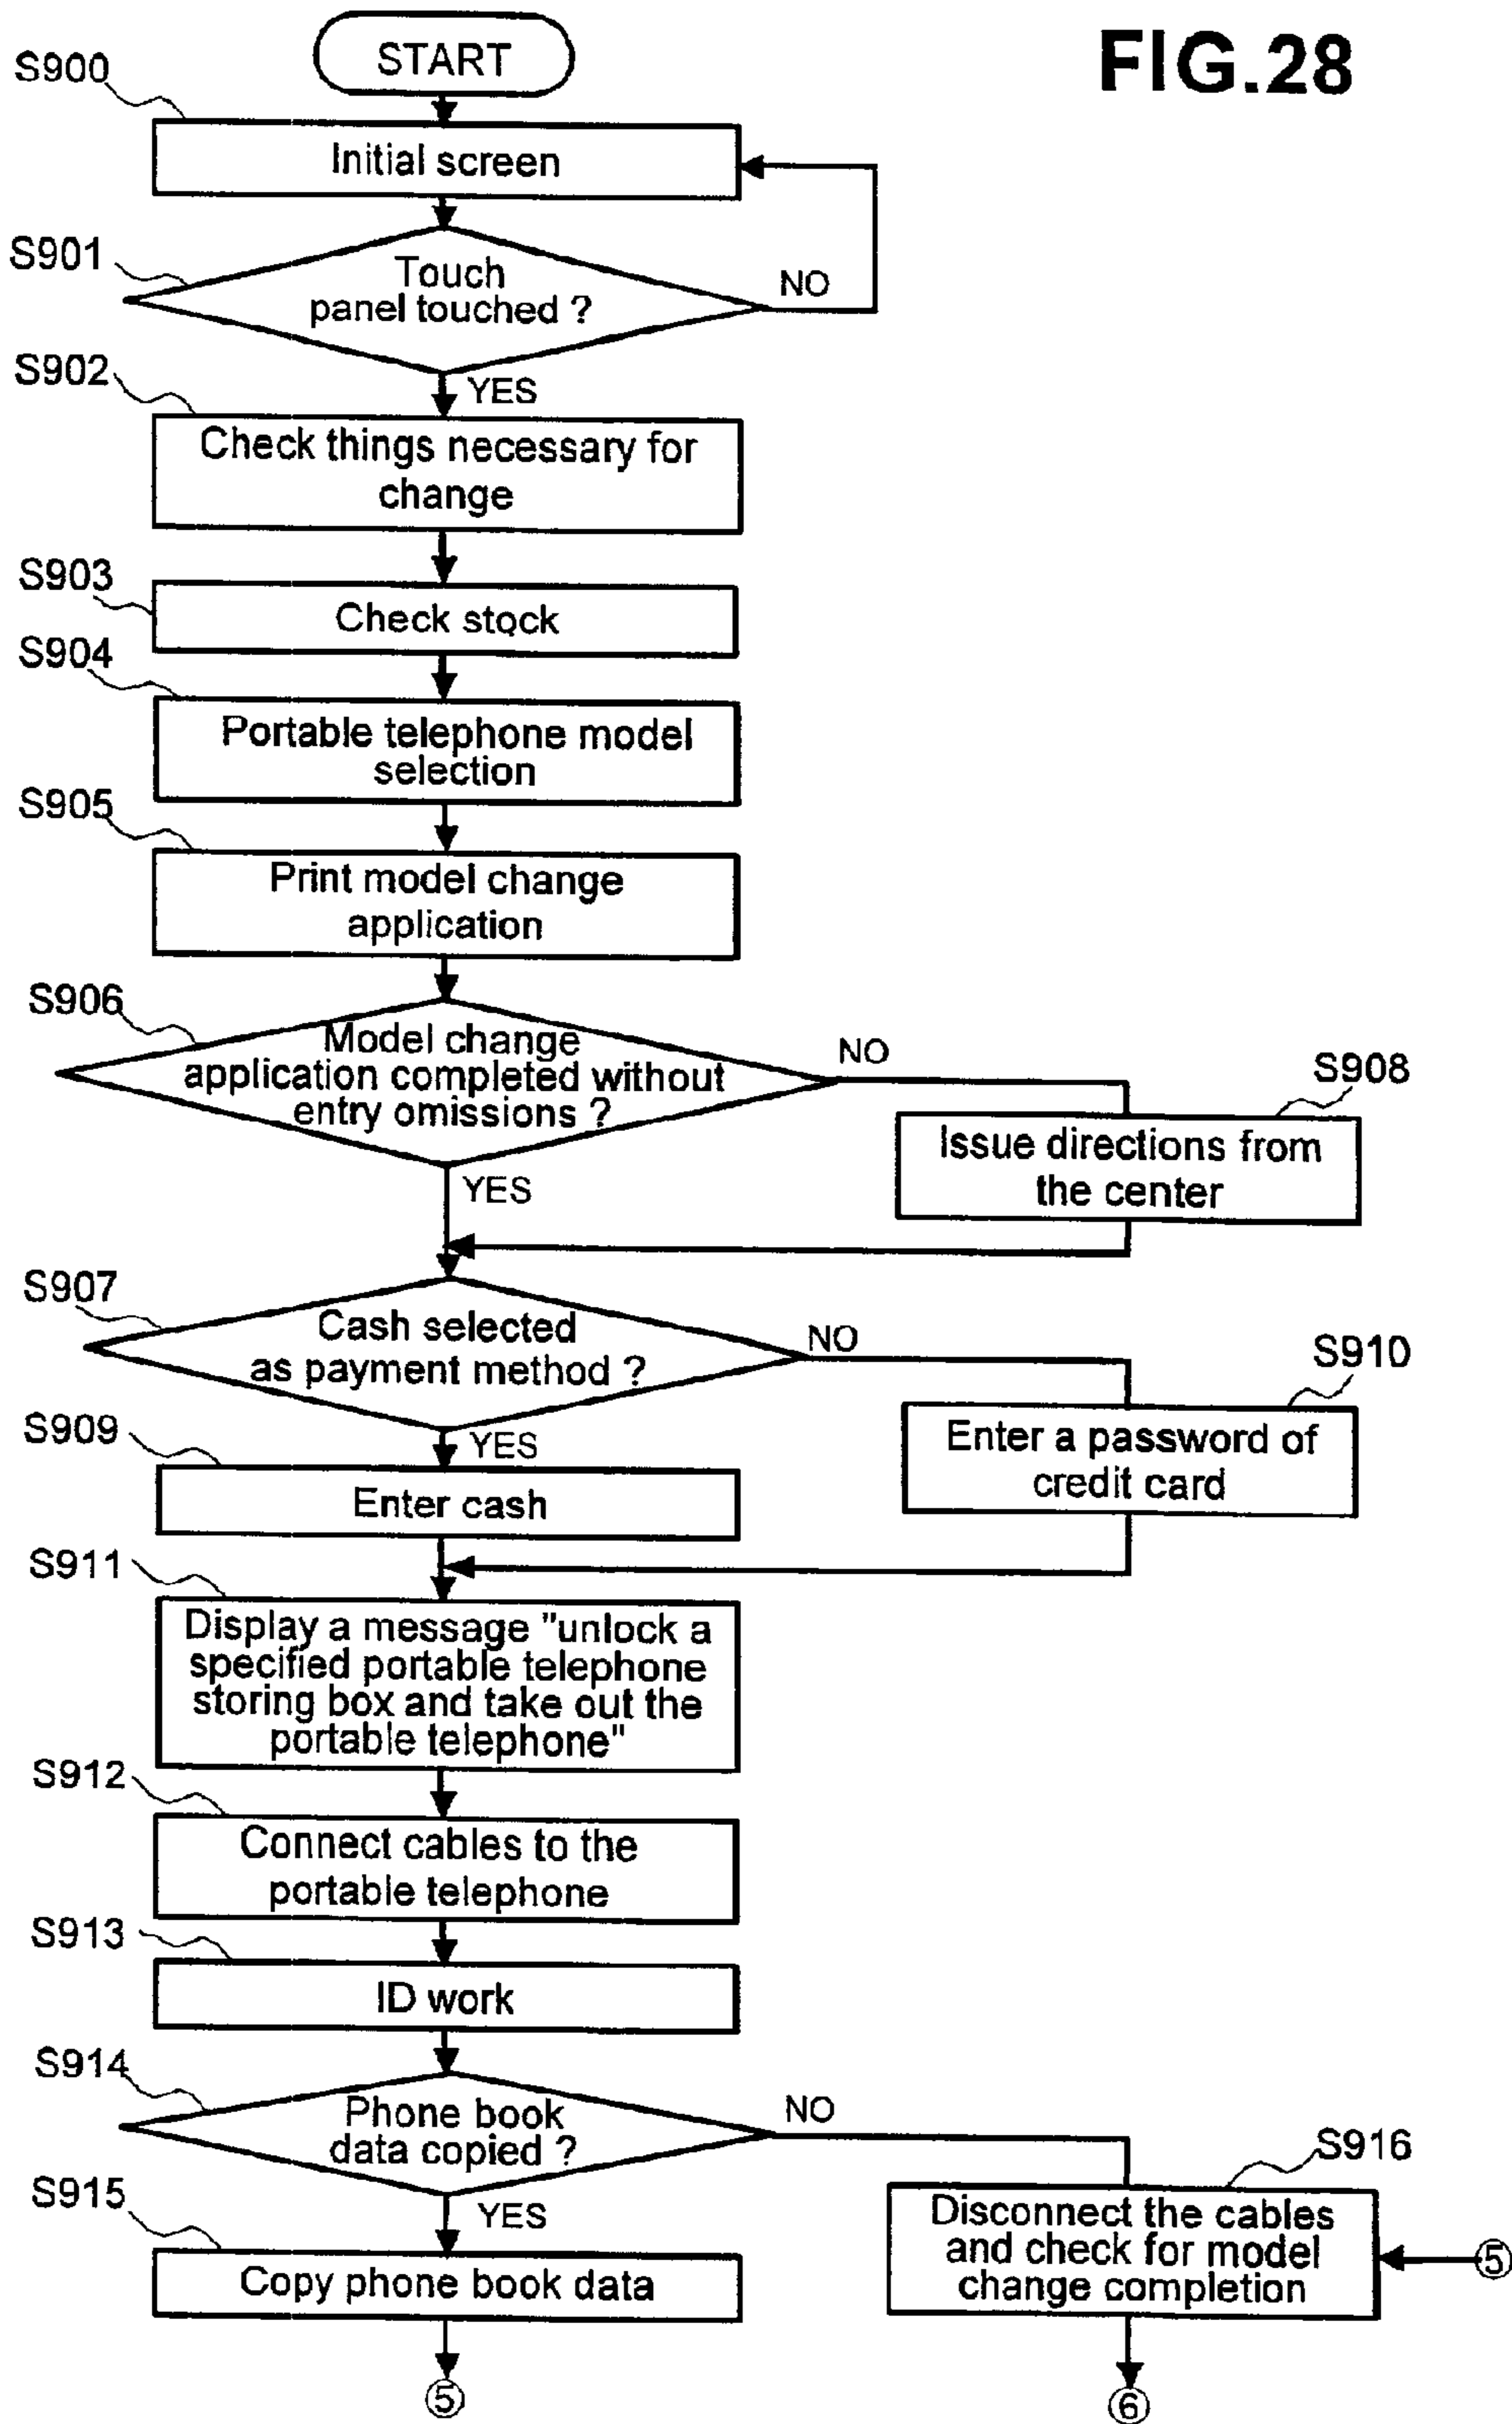 FIG.28
START
S900
Initial screen
S901
Touch
panel touched ?
NO
YES
S902
Check things necessary for
change
S903
Check stock
S904
Portable telephone model
selection
S905
Print model change
application
S906
Model change
application completed without
entry omissions ?
NO
YES
S908
Issue directions from
the center
S907
Cash selected
as payment method ?
NO
YES
S910
Enter a password of
credit card
S909
Enter cash
S911
Display a message "unlock a
specified portable telephone
storing box and take out the
portable telephone"
S912
Connect cables to the
portable telephone
S913
ID work
S914
Phone book
data copied ?
NO
YES
S916
Disconnect the cables
and check for model
change completion
⑤
S915
Copy phone book data
⑤
⑥